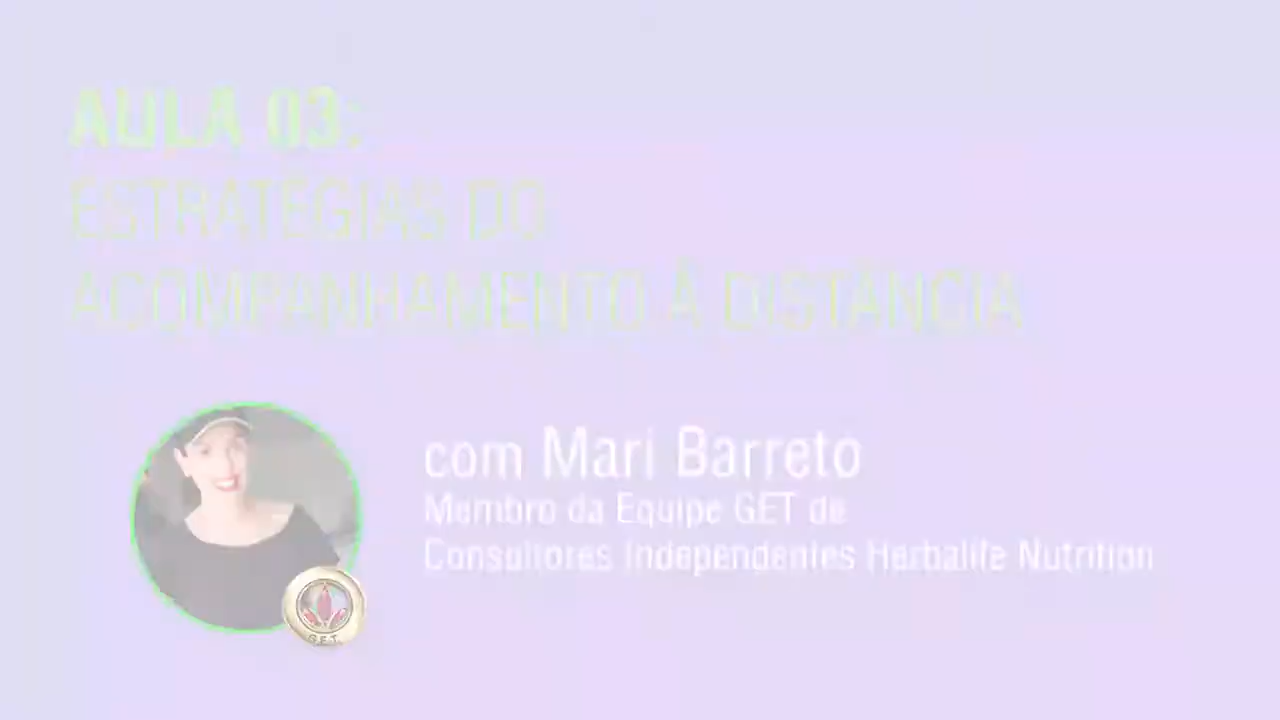 AULA 03:
ESTRATÉGIAS DO
ACOMPANHAMENTO À DISTÂNCIA
com Mari Barreto
Membro da Equipe GET de
Consultores Independentes Herbalife Nutrition
G.E.T.